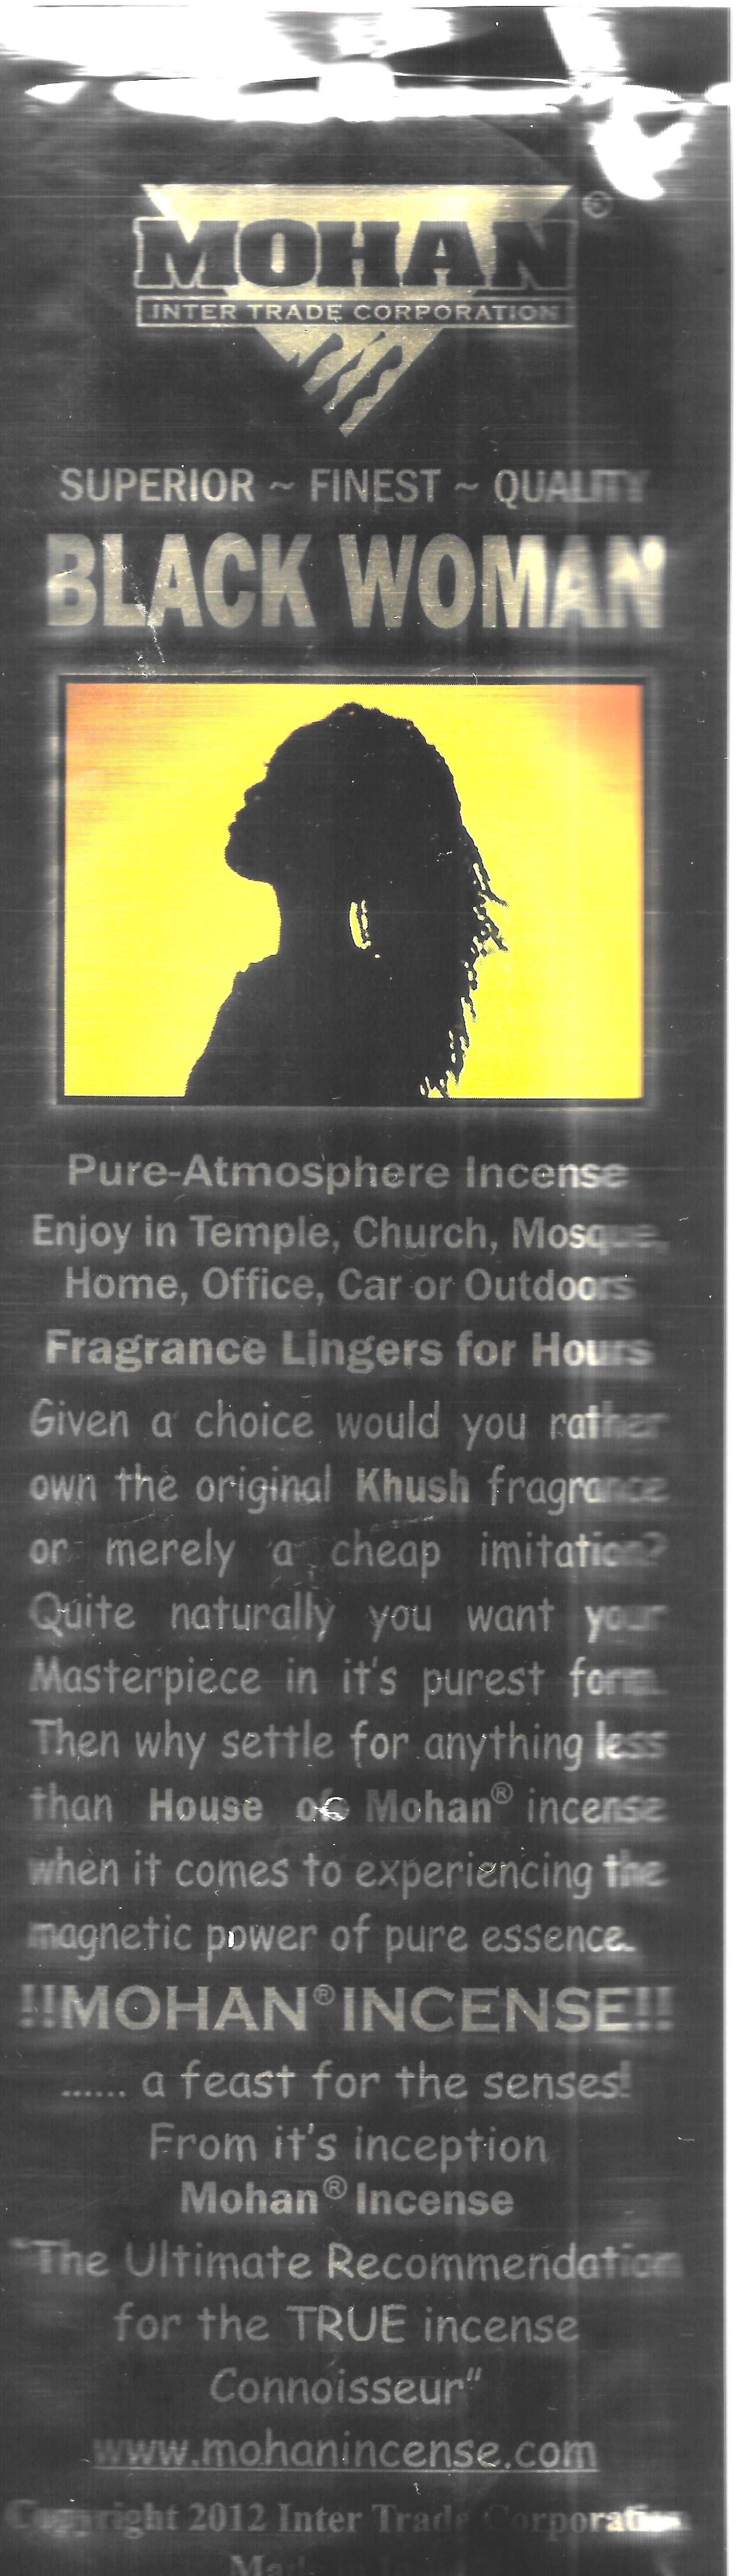 MOHAN ®
INTER TRADE CORPORATION
SUPERIOR ~ FINEST ~ QUALITY
BLACK WOMAN
Pure-Atmosphere Incense
Enjoy in Temple, Church, Mosque,
Home, Office, Car or Outdoors
Fragrance Lingers for Hours
Given a choice would you rather
own the original Khush fragrance
or merely a cheap imitation?
Quite naturally you want your
Masterpiece in it's purest form.
Then why settle for anything less
than House of Mohan® incense
when it comes to experiencing the
magnetic power of pure essence.
!!MOHAN® INCENSE!!
...... a feast for the senses!
From it's inception
Mohan® Incense
"The Ultimate Recommendation
for the TRUE incense
Connoisseur"
www.mohanincense.com
Copyright 2012 Inter Trade Corporation